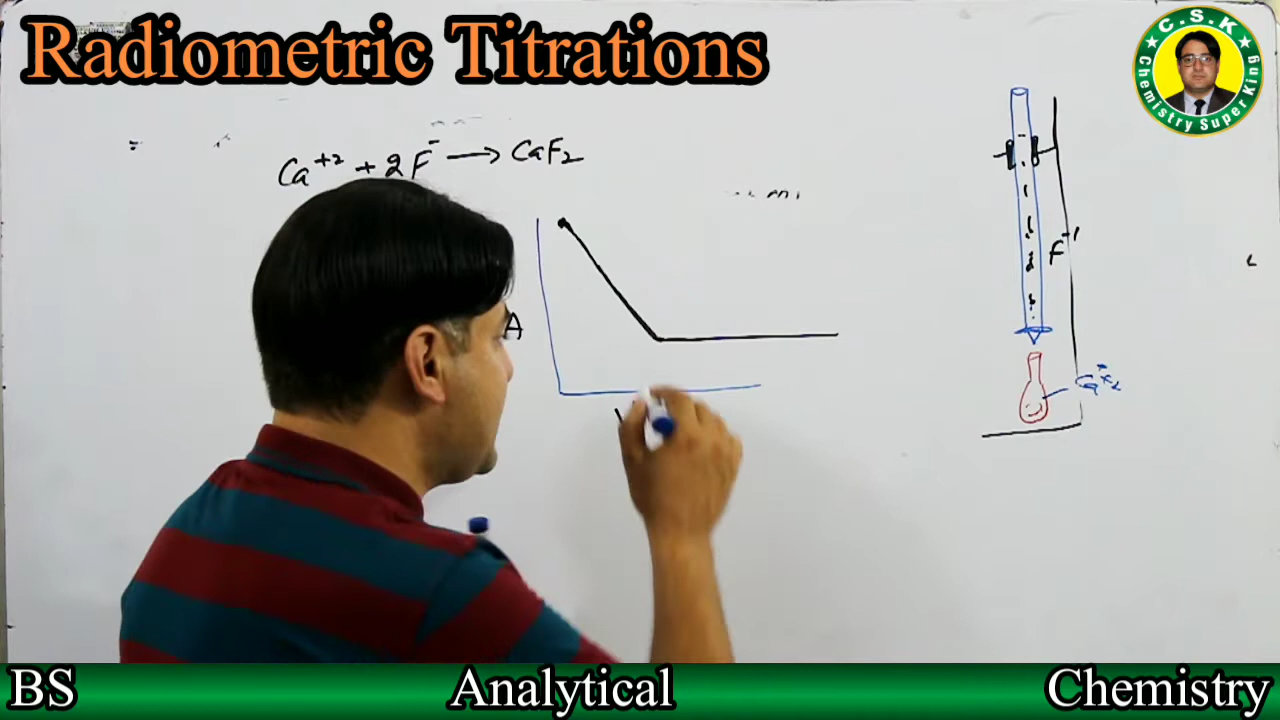 Radiometric Titrations
C.S.K
Chemistry Super King
Ca⁺² + 2F⁻ → CaF₂
A
F⁻¹
BS Analytical Chemistry